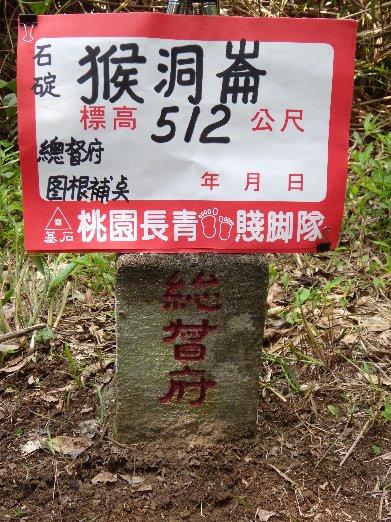 石碇 猴洞崙
標高 512 公尺
總督府
图根補点 年 月 日
基石 桃園長青 賤脚隊
総督府